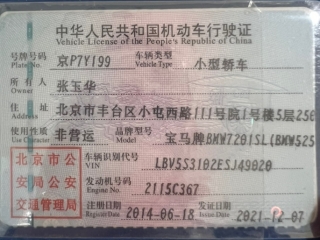 中华人民共和国机动车行驶证
Vehicle License of the People's Republic of China
号牌号码 京P7Y199 车辆类型 小型轿车
Plate No. Vehicle Type
所有人 张玉华
Owner
住址 北京市丰台区小屯西路111号院1号楼5层256
Address
使用性质 非营运 品牌型号 宝马牌BMW7201SL(BMW525
Use Character Model
北京市公
安局公安
交通管理局
车辆识别代号 LBV5S3102ESJ49020
VIN
发动机号码 2115C367
Engine No.
注册日期 2014-06-18 发证日期 2021-12-07
Register Date Issue Date